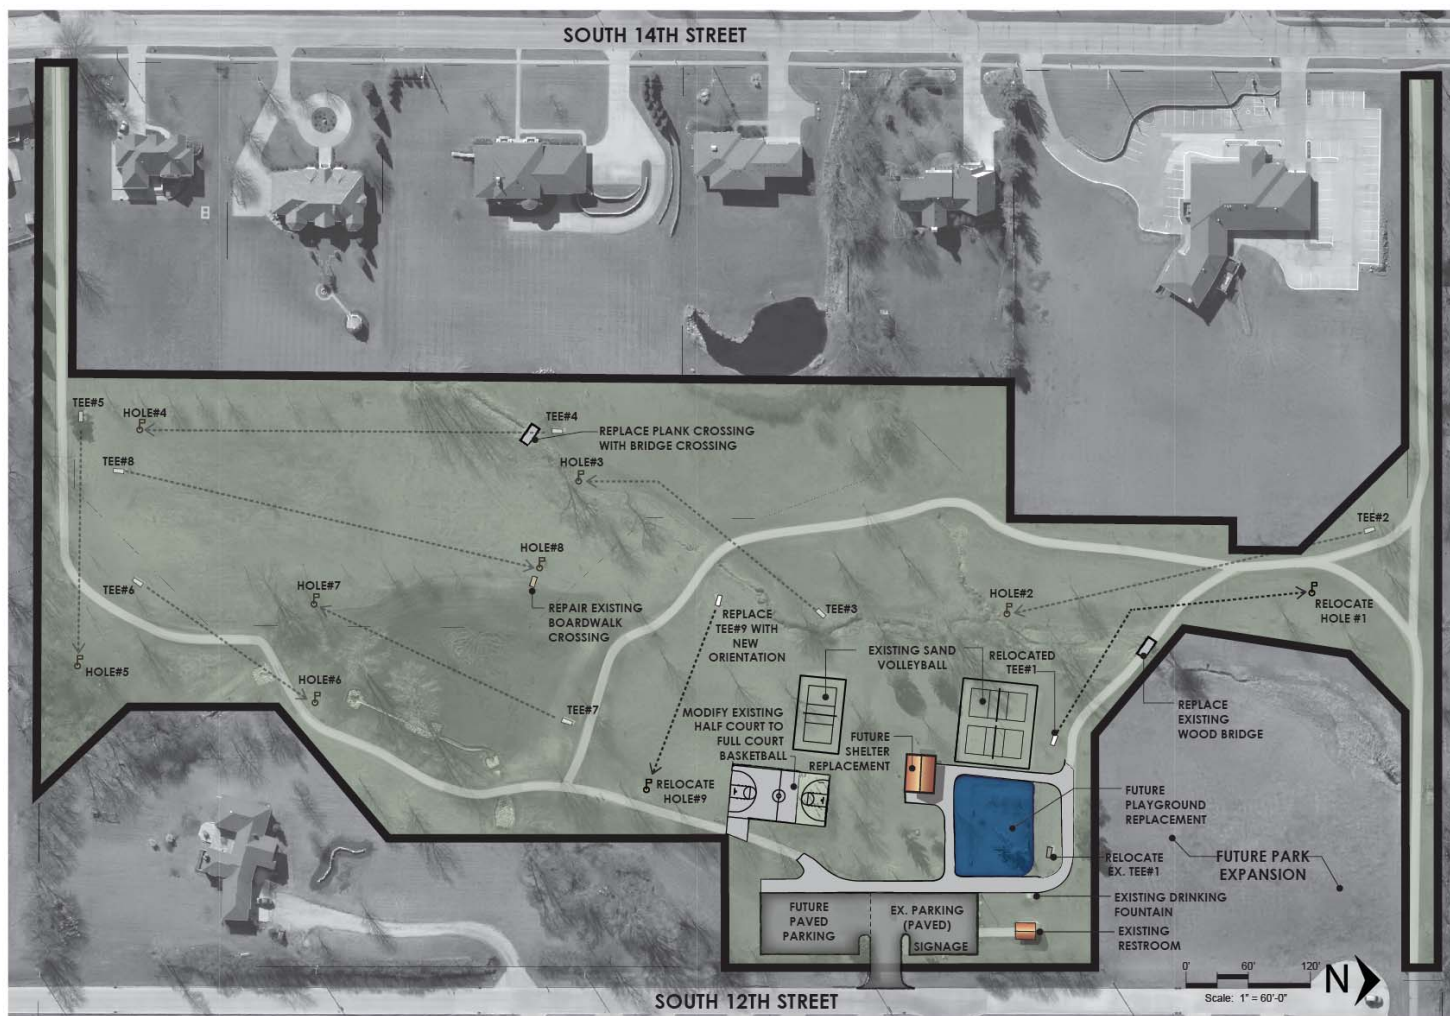 SOUTH 14TH STREET
TEE#5
HOLE#4
TEE#4
REPLACE PLANK CROSSING
WITH BRIDGE CROSSING
TEE#8
HOLE#3
TEE#2
HOLE#8
TEE#6
HOLE#7
REPAIR EXISTING
BOARDWALK
CROSSING
REPLACE
TEE#9 WITH
NEW
ORIENTATION
TEE#3
HOLE#2
RELOCATE
HOLE #1
EXISTING SAND
VOLLEYBALL
RELOCATED
TEE#1
HOLE#5
HOLE#6
TEE#7
MODIFY EXISTING
HALF COURT TO
FULL COURT
BASKETBALL
FUTURE
SHELTER
REPLACEMENT
REPLACE
EXISTING
WOOD BRIDGE
RELOCATE
HOLE#9
FUTURE
PLAYGROUND
REPLACEMENT
RELOCATE
EX. TEE#1
FUTURE PARK
EXPANSION
EXISTING DRINKING
FOUNTAIN
FUTURE
PAVED
PARKING
EX. PARKING
(PAVED)
SIGNAGE
EXISTING
RESTROOM
0' 60' 120'
Scale: 1" = 60'-0"
N
SOUTH 12TH STREET